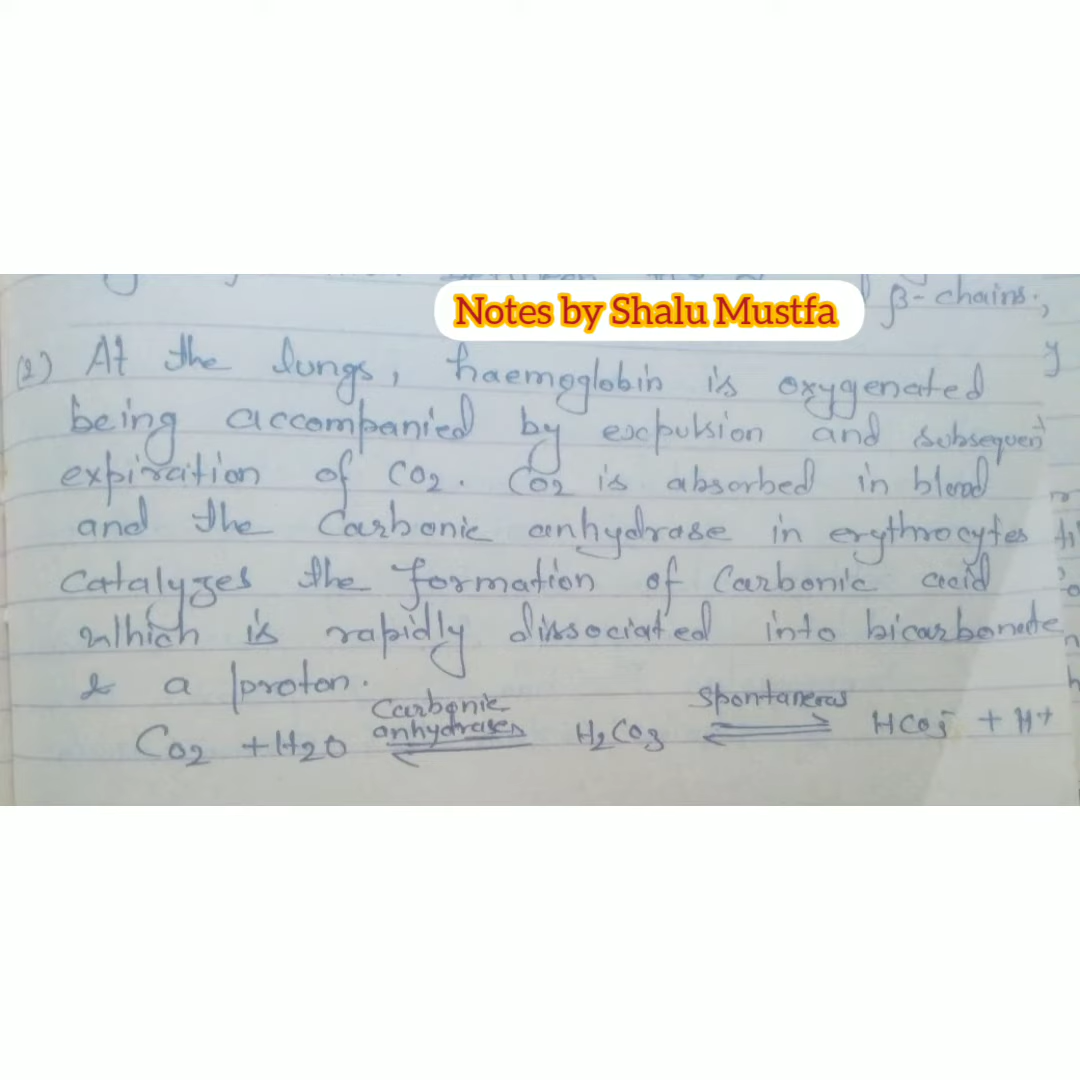 Notes by Shalu Mustfa
β-chains.,
(2) At the lungs, haemoglobin is oxygenated
being accompanied by expulsion and subsequent
expiration of CO2. CO2 is absorbed in blood
and the Carbonic anhydrase in erythrocytes
catalyzes the formation of Carbonic acid
which is rapidly dissociated into bicarbonate
& a proton.
Carbonic anhydrases Spontaneous
CO2 + H2O ⇌ H2CO3 ⇌ HCO3- + H+